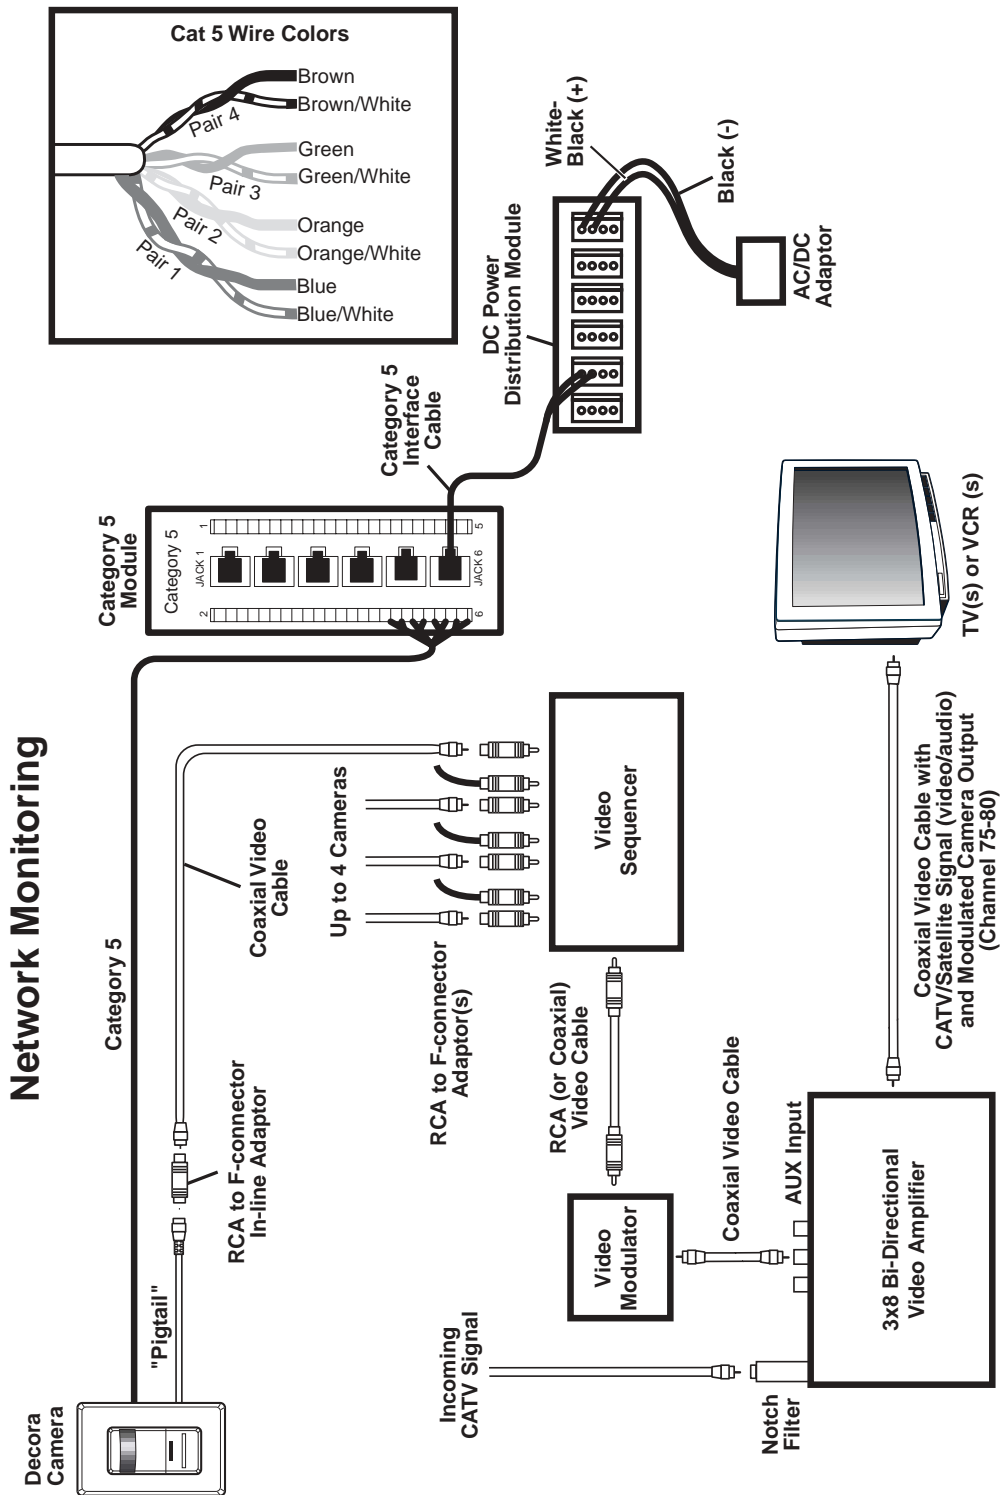 Network Monitoring
Decora
Camera
"Pigtail"
RCA to F-connector
In-line Adaptor
Category 5
Coaxial Video
Cable
Up to 4 Cameras
RCA to F-connector
Adaptor(s)
Category 5
Module
Category 5
JACK 1
JACK 6
1
5
2
6
Category 5
Interface
Cable
Cat 5 Wire Colors
Pair 4
Brown
Brown/White
Pair 3
Green
Green/White
Pair 2
Orange
Orange/White
Pair 1
Blue
Blue/White
DC Power
Distribution Module
White-
Black (+)
Black (-)
AC/DC
Adaptor
Video
Sequencer
RCA (or Coaxial)
Video Cable
Video
Modulator
Coaxial Video Cable
Incoming
CATV Signal
Notch
Filter
AUX Input
3x8 Bi-Directional
Video Amplifier
Coaxial Video Cable with
CATV/Satellite Signal (video/audio)
and Modulated Camera Output
(Channel 75-80)
TV(s) or VCR (s)